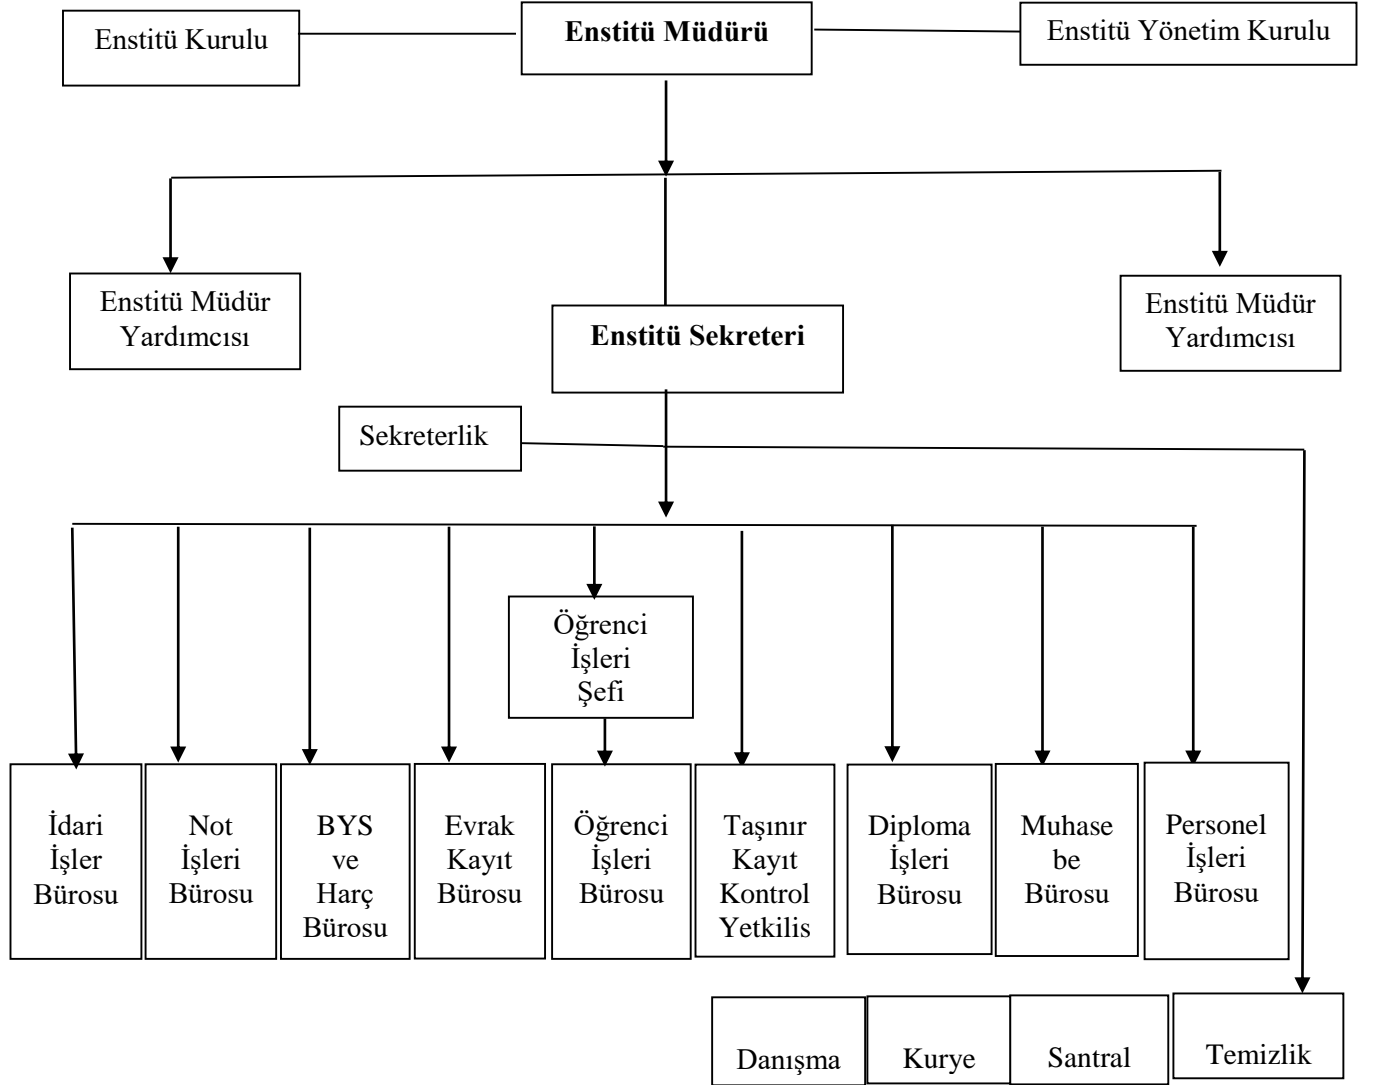 Enstitü Kurulu
Enstitü Müdürü
Enstitü Yönetim Kurulu
Enstitü Müdür
Yardımcısı
Enstitü Sekreteri
Enstitü Müdür
Yardımcısı
Sekreterlik
Öğrenci
İşleri
Şefi
İdari
İşler
Bürosu
Not
İşleri
Bürosu
BYS
ve
Harç
Bürosu
Evrak
Kayıt
Bürosu
Öğrenci
İşleri
Bürosu
Taşınır
Kayıt
Kontrol
Yetkilis
Diploma
İşleri
Bürosu
Muhase
be
Bürosu
Personel
İşleri
Bürosu
Danışma
Kurye
Santral
Temizlik